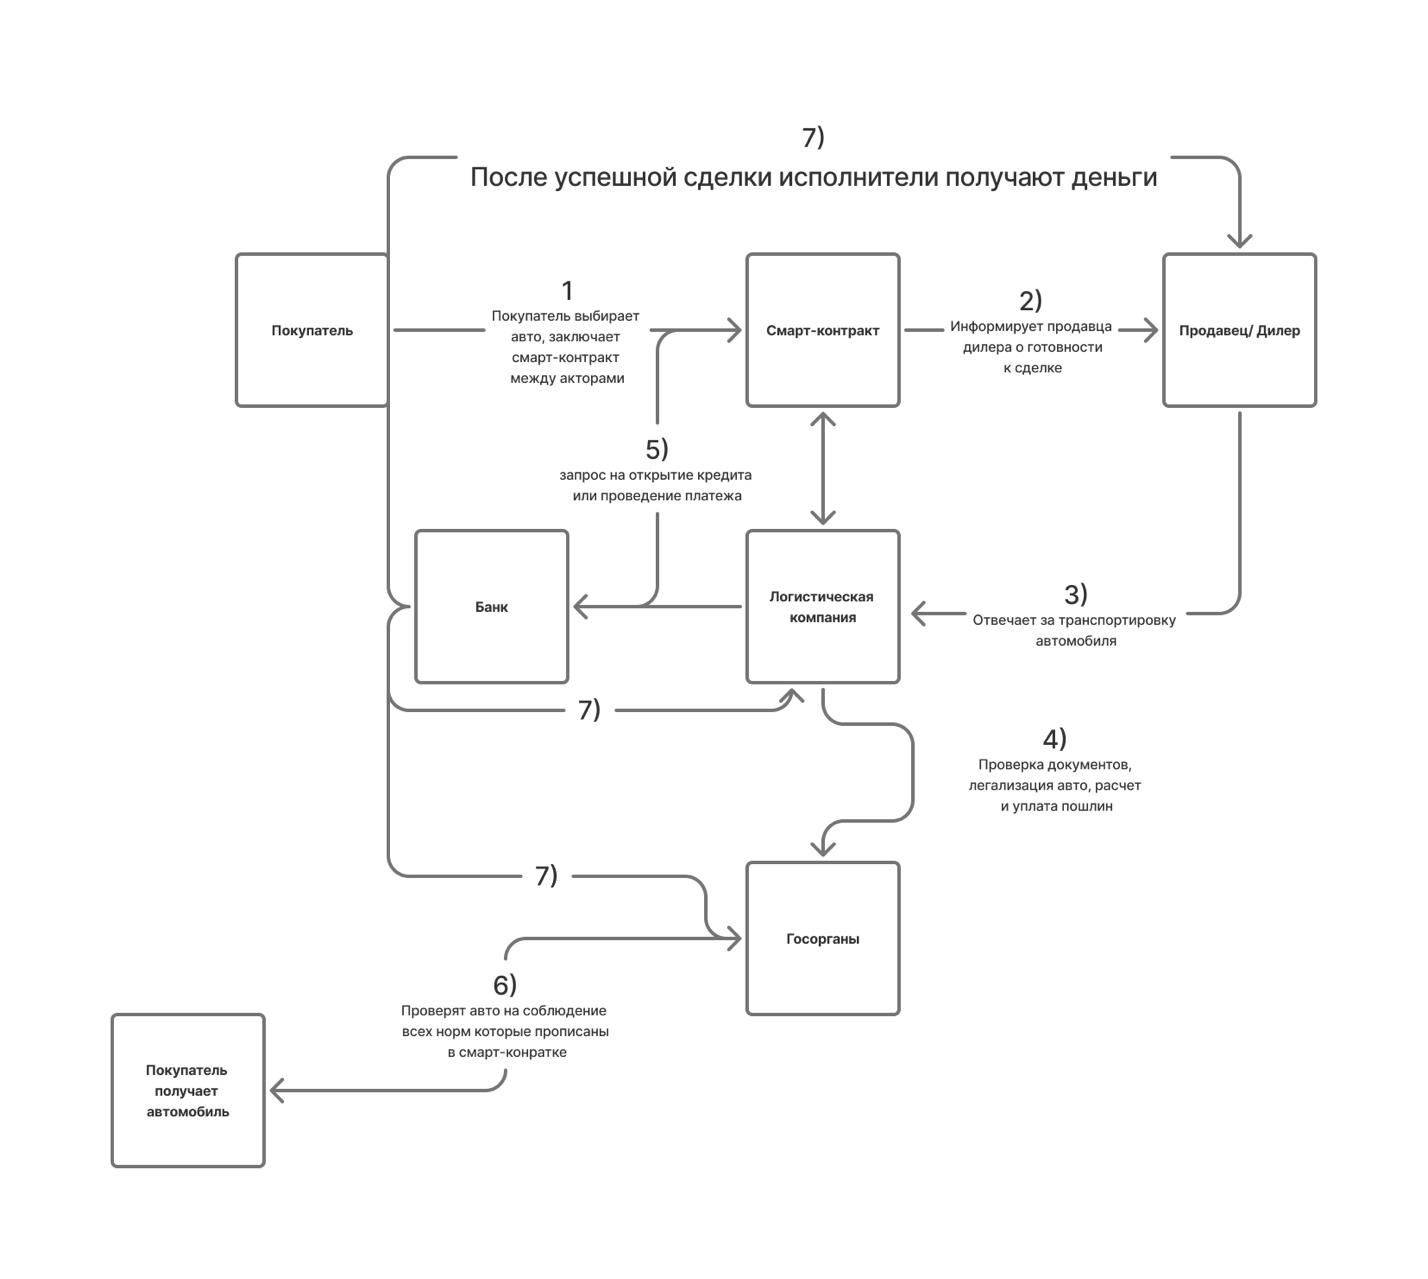 7)
После успешной сделки исполнители получают деньги
Покупатель
1
Покупатель выбирает
авто, заключает
смарт-контракт
между акторами
Смарт-контракт
2)
Информирует продавца
дилера о готовности
к сделке
Продавец/ Дилер
5)
запрос на открытие кредита
или проведение платежа
Банк
Логистическая
компания
3)
Отвечает за транспортировку
автомобиля
7)
4)
Проверка документов,
легализация авто, расчет
и уплата пошлин
7)
Госорганы
6)
Проверят авто на соблюдение
всех норм которые прописаны
в смарт-конратке
Покупатель
получает
автомобиль